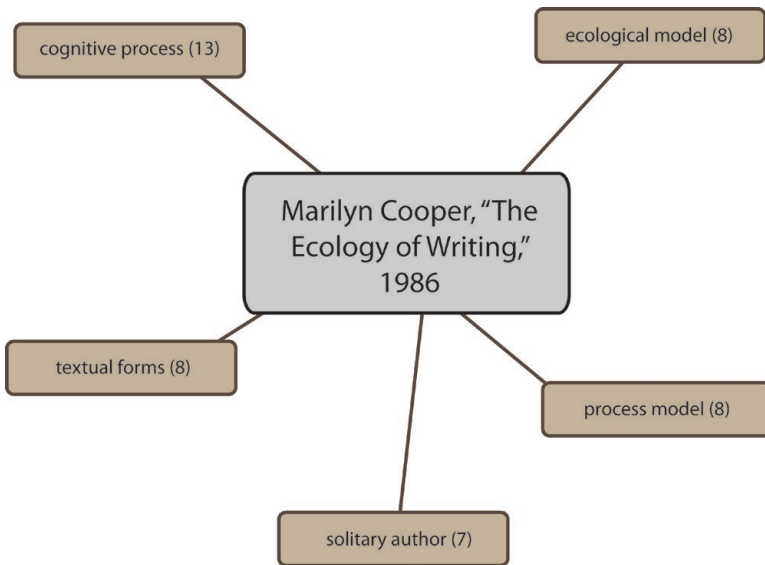 cognitive process (13)
ecological model (8)
Marilyn Cooper, “The
Ecology of Writing,”
1986
textual forms (8)
process model (8)
solitary author (7)